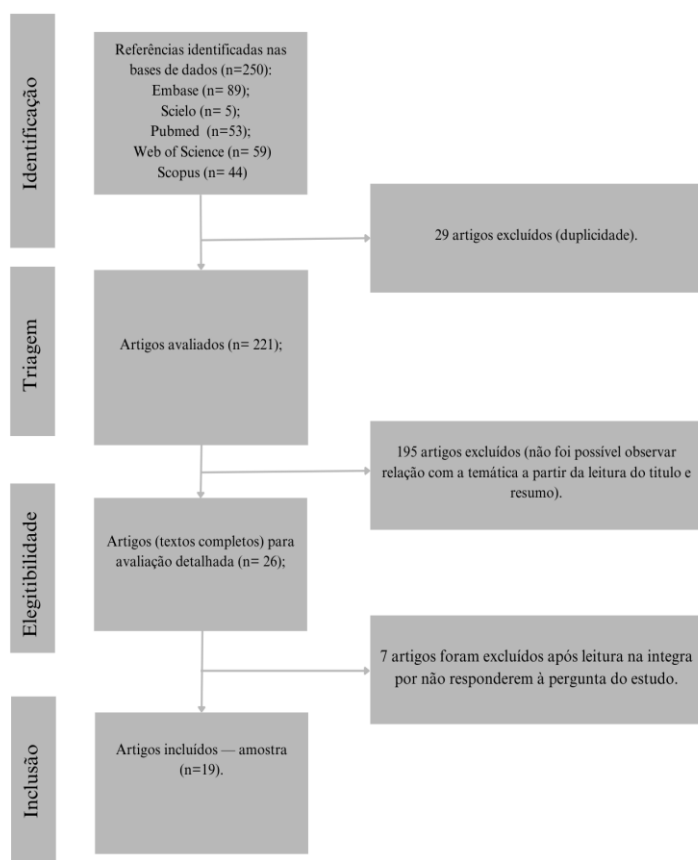 Identificação
Referências identificadas nas
bases de dados (n=250):
Embase (n= 89);
Scielo (n= 5);
Pubmed  (n=53);
Web of Science (n= 59)
Scopus (n= 44)
29 artigos excluídos (duplicidade).
Triagem
Artigos avaliados (n= 221);
195 artigos excluídos (não foi possível observar
relação com a temática a partir da leitura do titulo e
resumo).
Elegitibilidade
Artigos (textos completos) para
avaliação detalhada (n= 26);
7 artigos foram excluídos após leitura na integra
por não responderem à pergunta do estudo.
Inclusão
Artigos incluídos — amostra
(n=19).